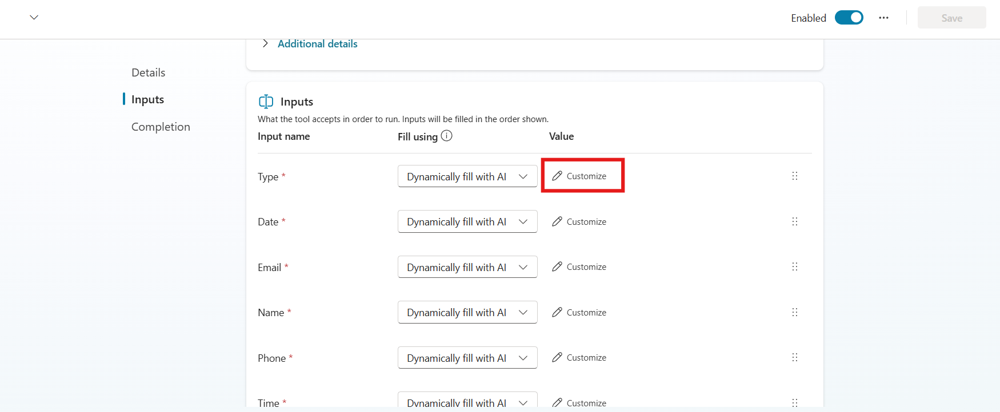 Enabled
Save
Additional details
Details
Inputs
Completion
Inputs
What the tool accepts in order to run. Inputs will be filled in the order shown.
Input name Fill using Value
Type * Dynamically fill with AI Customize
Date * Dynamically fill with AI Customize
Email * Dynamically fill with AI Customize
Name * Dynamically fill with AI Customize
Phone * Dynamically fill with AI Customize
Time * Dynamically fill with AI Customize